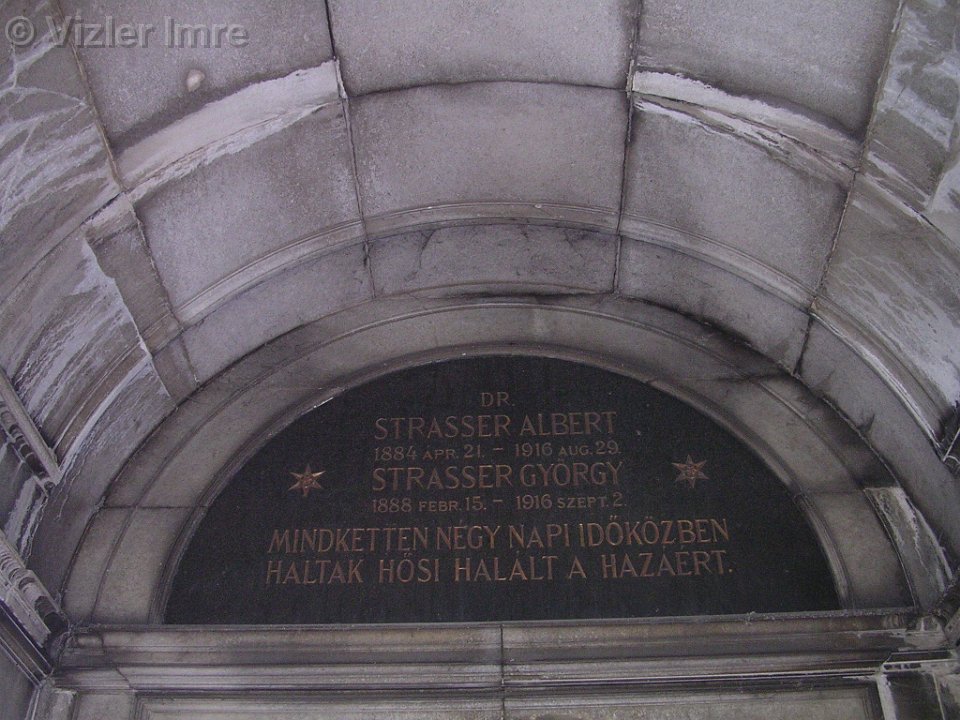 © Vizler Imre
DR.
STRASSER ALBERT
1884 APR. 21. – 1916 AUG. 29.
STRASSER GYÖRGY
1888 FEBR. 15. – 1916 SZEPT. 2.
MINDKETTEN NÉGY NAPI IDŐKÖZBEN
HALTAK HŐSI HALÁLT A HAZÁÉRT.